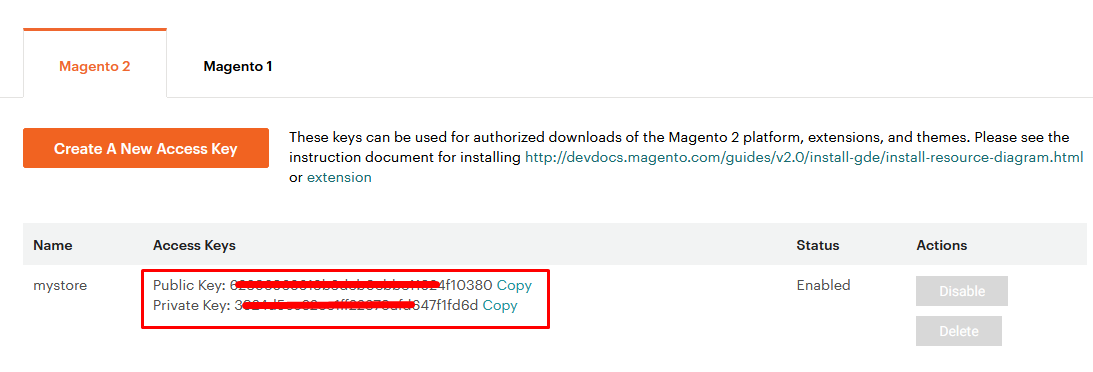 Magento 2
Magento 1
Create A New Access Key
These keys can be used for authorized downloads of the Magento 2 platform, extensions, and themes. Please see the
instruction document for installing http://devdocs.magento.com/guides/v2.0/install-gde/install-resource-diagram.html
or extension
Name Access Keys Status Actions
mystore Public Key: Copy Enabled Disable
Private Key: Copy
Delete